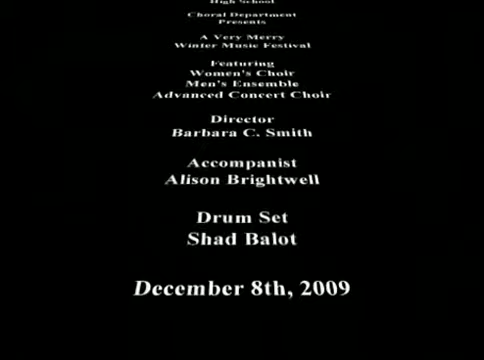 High School
Choral Department
Presents
A Very Merry
Winter Music Festival
Featuring
Women's Choir
Men's Ensemble
Advanced Concert Choir
Director
Barbara C. Smith
Accompanist
Alison Brightwell
Drum Set
Shad Balot
December 8th, 2009